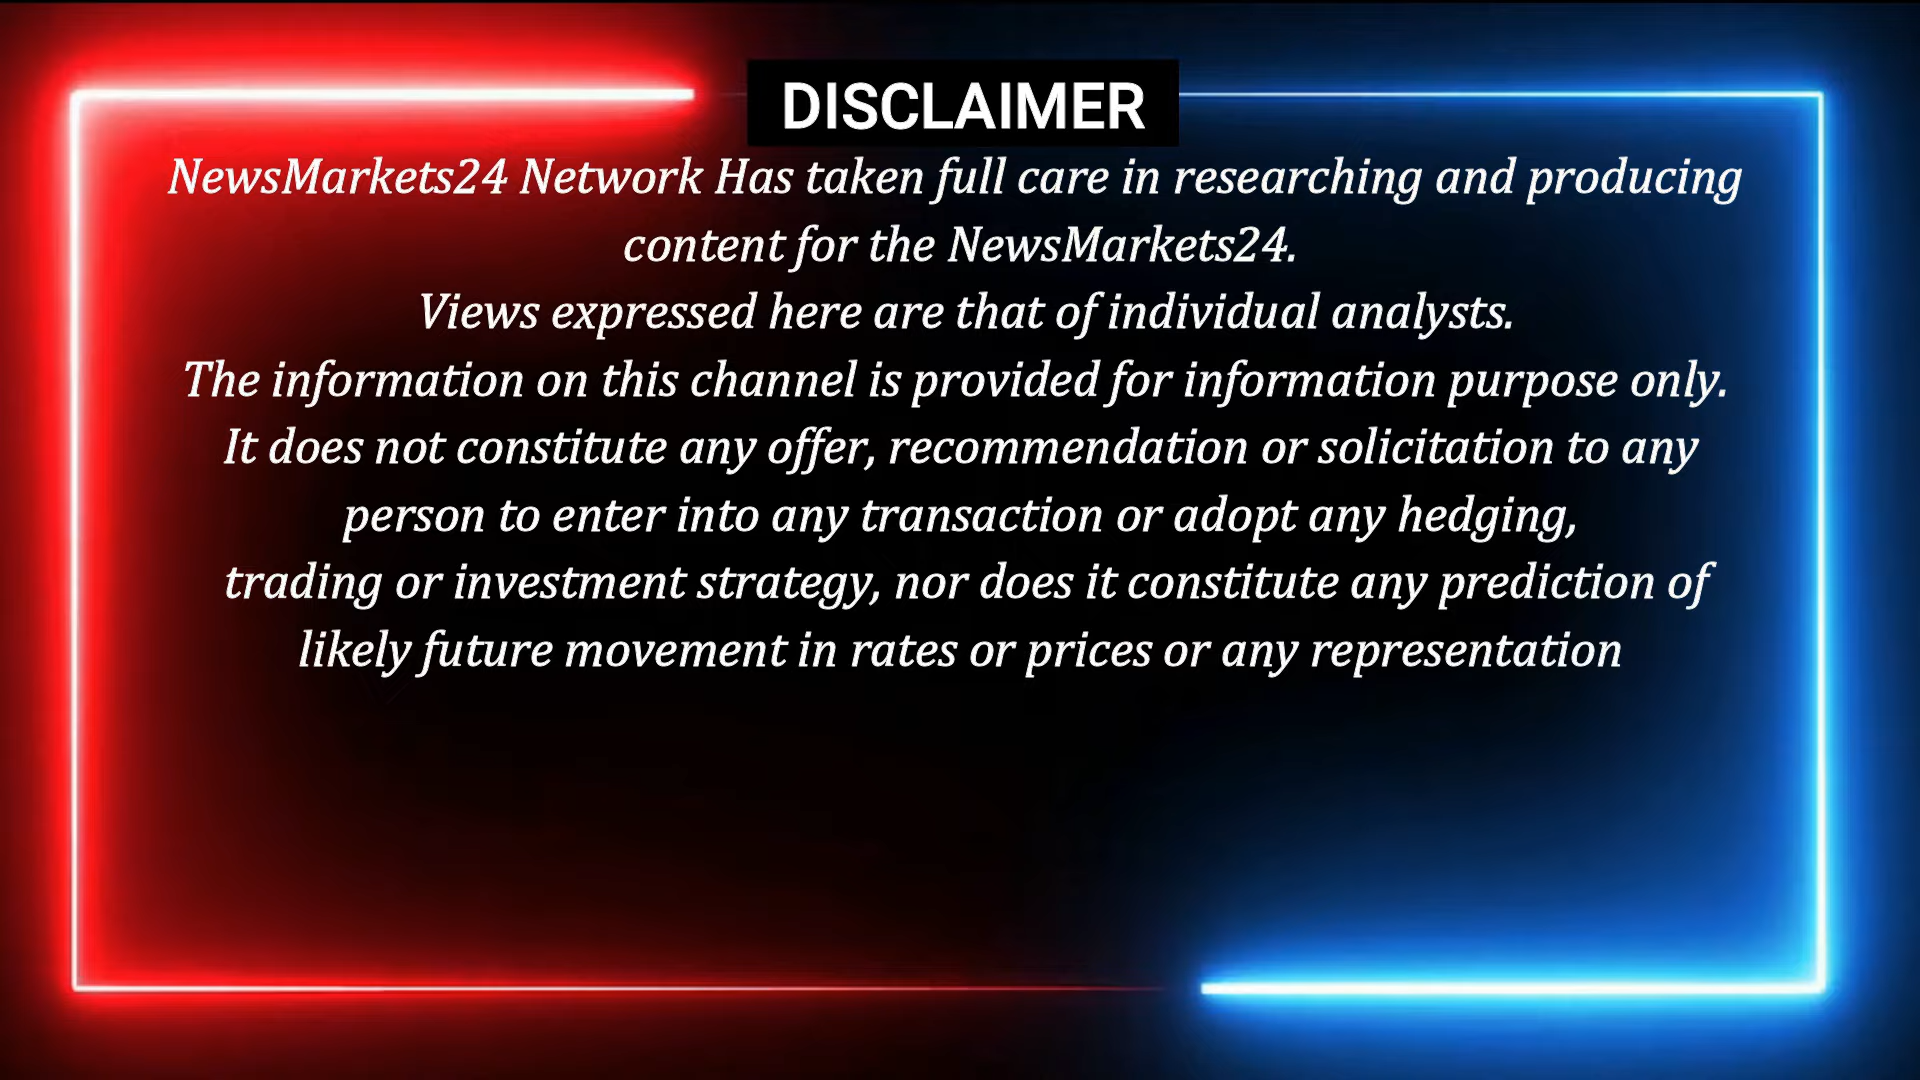 DISCLAIMER
NewsMarkets24 Network Has taken full care in researching and producing
content for the NewsMarkets24.
Views expressed here are that of individual analysts.
The information on this channel is provided for information purpose only.
It does not constitute any offer, recommendation or solicitation to any
person to enter into any transaction or adopt any hedging,
trading or investment strategy, nor does it constitute any prediction of
likely future movement in rates or prices or any representation